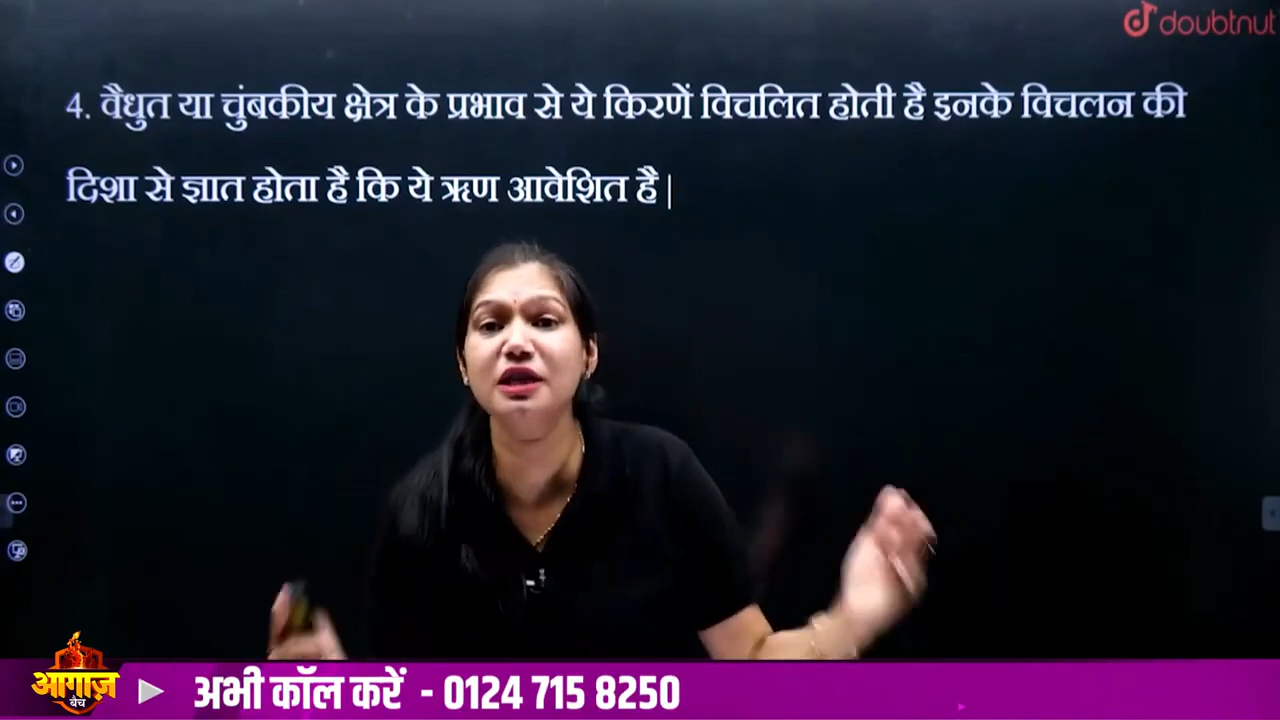 doubtnut
4. वैधुत या चुंबकीय क्षेत्र के प्रभाव से ये किरणें विचलित होती है इनके विचलन की
दिशा से ज्ञात होता है कि ये ऋण आवेशित है |
आगाज़
बैच
अभी कॉल करें - 0124 715 8250